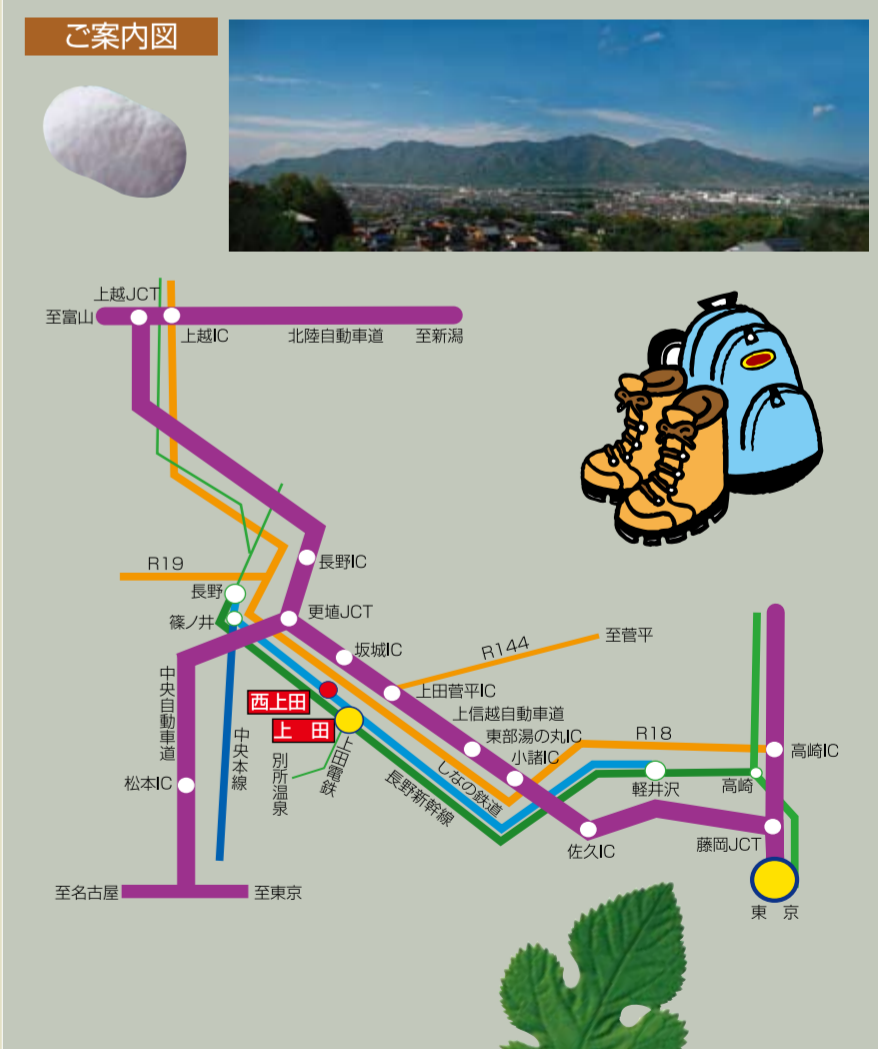 ご案内図
上越JCT
至富山
上越IC
北陸自動車道
至新潟
R19
長野IC
長野
篠ノ井
更埴JCT
坂城IC
R144
至菅平
上田菅平IC
西上田
上 田
上信越自動車道
東部湯の丸IC
小諸IC
R18
高崎IC
中央自動車道
中央本線
別所温泉
上田電鉄
長野新幹線
しなの鉄道
軽井沢
高崎
松本IC
佐久IC
藤岡JCT
至名古屋
至東京
東 京